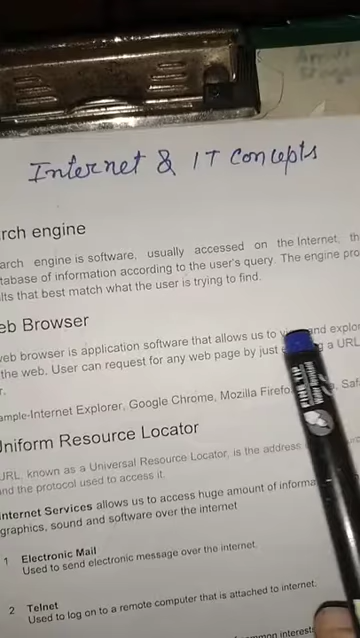 Internet & IT concepts
rch engine
arch engine is software, usually accessed on the Internet, th
tabase of information according to the user's query. The engine pro
lts that best match what the user is trying to find.
eb Browser
web browser is application software that allows us to and explor
the web. User can request for any web page by just a URL
r.
ample-Internet Explorer, Google Chrome, Mozilla Firefo Safa
Uniform Resource Locator
URL, known as a Universal Resource Locator, is the address
and the protocol used to access it.
nternet Services allows us to access huge amount of informa
graphics, sound and software over the internet
1 Electronic Mail
Used to send electronic message over the internet.
2 Telnet
Used to log on to a remote computer that is attached to internet.
mmon interests